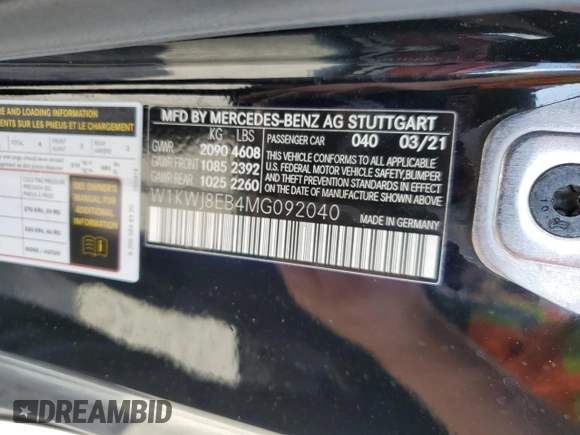 RE AND LOADING INFORMATION
MENTS SUR LES PNEUS ET LE CHARGEMENT
SEE OWNER'S
MANUAL FOR
ADDITIONAL
INFORMATION
MFD BY MERCEDES-BENZ AG STUTTGART
KG LBS PASSENGER CAR 040 03/21
GVWR 2090 4608
GAWR FRONT 1085 2392
GAWR REAR 1025 2260
THIS VEHICLE CONFORMS TO ALL APPLICABLE
U.S. FEDERAL MOTOR VEHICLE SAFETY, BUMPER
AND THEFT PREVENTION STANDARDS IN EFFECT
ON THE DATE OF MANUFACTURE SHOWN ABOVE.
W1KWJ8EB4MG092040
MADE IN GERMANY
DREAMBID